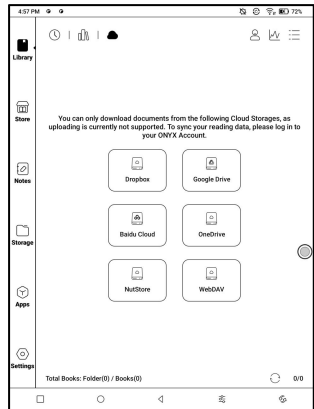 4:57 PM
72%
Library
Store
You can only download documents from the following Cloud Storages, as
uploading is currently not supported. To sync your reading data, please log in to
your ONYX Account.
Dropbox
Google Drive
Notes
Baidu Cloud
OneDrive
Storage
NutStore
WebDAV
Apps
Settings
Total Books: Folder(0) / Books(0)
0/0